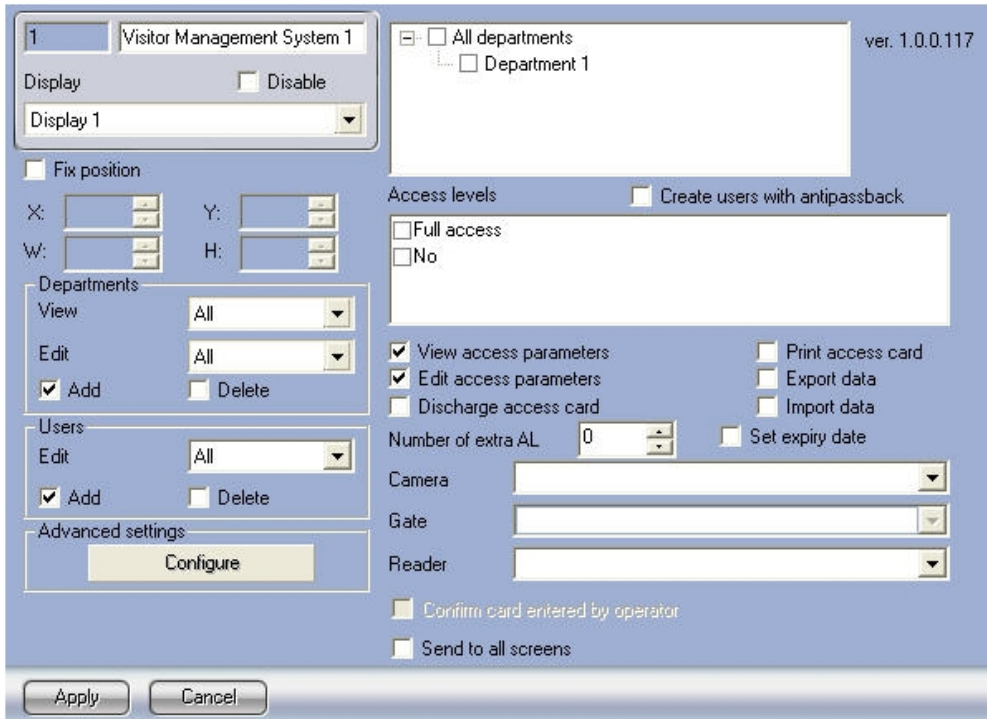 1 Visitor Management System 1
Display Disable
Display 1
Fix position
X: Y:
W: H:
Departments
View All
Edit All
Add Delete
Users
Edit All
Add Delete
Advanced settings
Configure
All departments
Department 1
ver. 1.0.0.117
Access levels Create users with antipassback
Full access
No
View access parameters Print access card
Edit access parameters Export data
Discharge access card Import data
Number of extra AL 0 Set expiry date
Camera
Gate
Reader
Confirm card entered by operator
Send to all screens
Apply Cancel